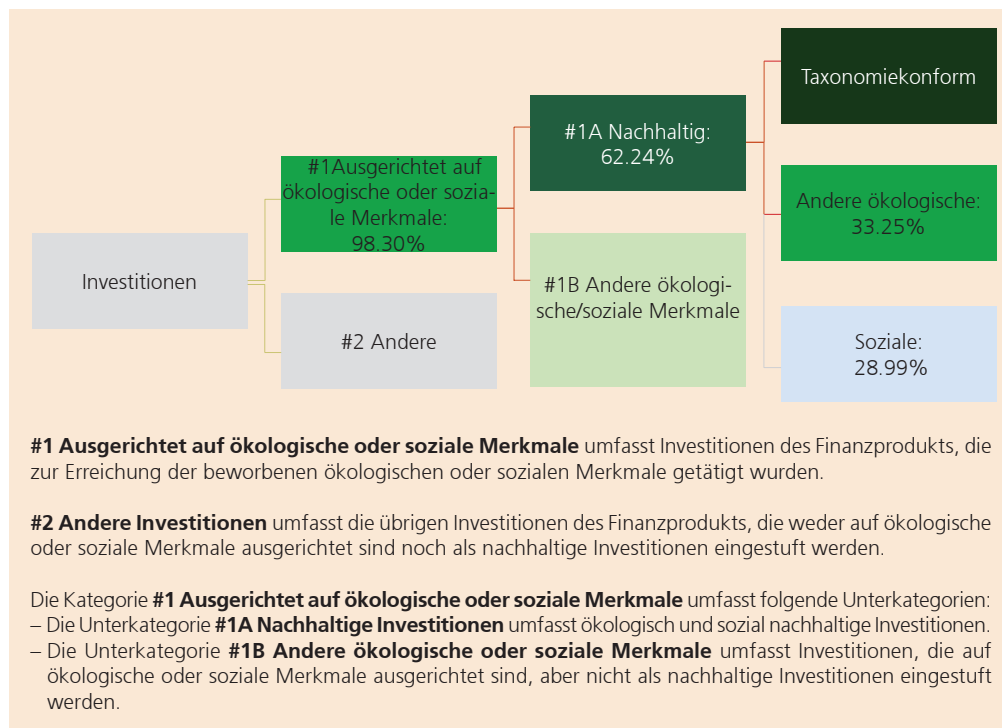 Taxonomiekonform
#1A Nachhaltig:
62.24%
#1Ausgerichtet auf
ökologische oder sozia-
le Merkmale:
98.30%
Andere ökologische:
33.25%
Investitionen
#1B Andere ökologi-
sche/soziale Merkmale
#2 Andere
Soziale:
28.99%
#1 Ausgerichtet auf ökologische oder soziale Merkmale umfasst Investitionen des Finanzprodukts, die
zur Erreichung der beworbenen ökologischen oder sozialen Merkmale getätigt wurden.
#2 Andere Investitionen umfasst die übrigen Investitionen des Finanzprodukts, die weder auf ökologische
oder soziale Merkmale ausgerichtet sind noch als nachhaltige Investitionen eingestuft werden.
Die Kategorie #1 Ausgerichtet auf ökologische oder soziale Merkmale umfasst folgende Unterkategorien:
– Die Unterkategorie #1A Nachhaltige Investitionen umfasst ökologisch und sozial nachhaltige Investitionen.
– Die Unterkategorie #1B Andere ökologische oder soziale Merkmale umfasst Investitionen, die auf
ökologische oder soziale Merkmale ausgerichtet sind, aber nicht als nachhaltige Investitionen eingestuft
werden.